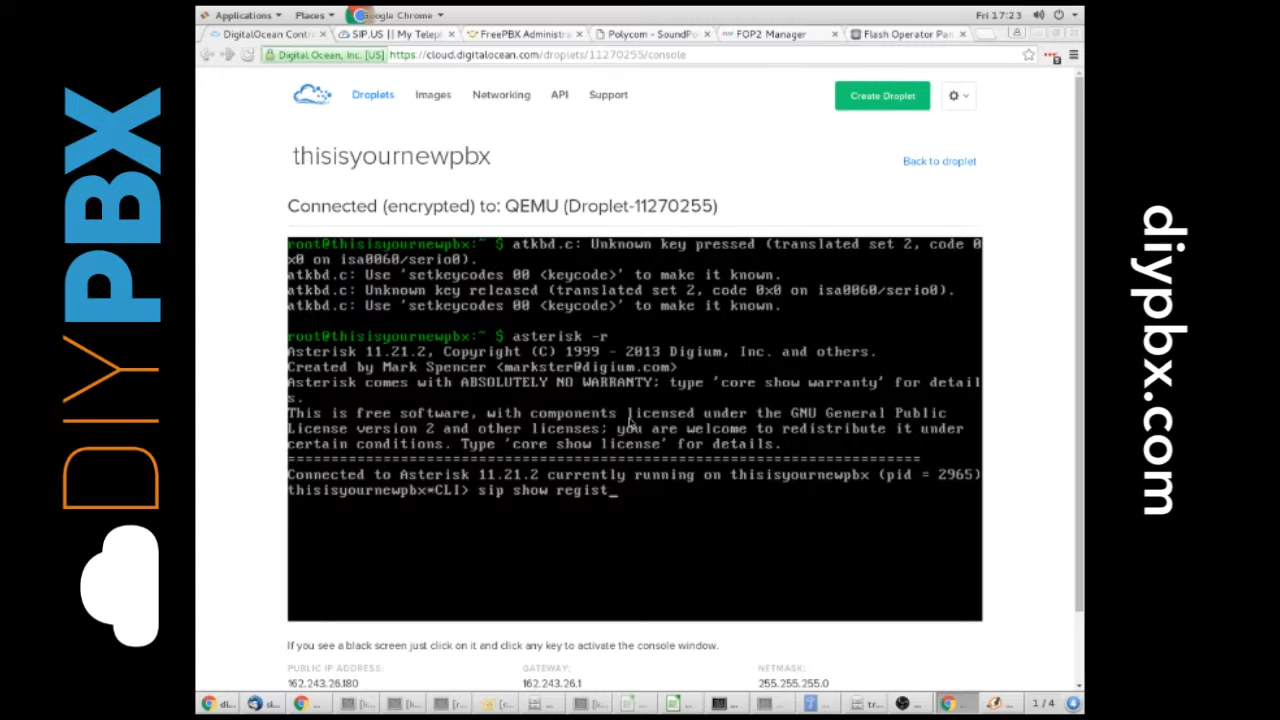 Applications Places Google Chrome Fri 17:23
DigitalOcean Contr SIP.US || My Telep FreePBX Administra Polycom - SoundPo FOP2 Manager Flash Operator Pan
Digital Ocean, Inc. [US] https://cloud.digitalocean.com/droplets/11270255/console
Droplets Images Networking API Support Create Droplet
thisisyournewpbx
Back to droplet
Connected (encrypted) to: QEMU (Droplet-11270255)
root@thisisyournewpbx:~ $ atkbd.c: Unknown key pressed (translated set 2, code 0
x0 on isa0060/serio0).
atkbd.c: Use 'setkeycodes 00 <keycode>' to make it known.
atkbd.c: Unknown key released (translated set 2, code 0x0 on isa0060/serio0).
atkbd.c: Use 'setkeycodes 00 <keycode>' to make it known.
root@thisisyournewpbx:~ $ asterisk -r
Asterisk 11.21.2, Copyright (C) 1999 - 2013 Digium, Inc. and others.
Created by Mark Spencer <markster@digium.com>
Asterisk comes with ABSOLUTELY NO WARRANTY; type 'core show warranty' for detail
s.
This is free software, with components licensed under the GNU General Public
License version 2 and other licenses; you are welcome to redistribute it under
certain conditions. Type 'core show license' for details.
=========================================================================
Connected to Asterisk 11.21.2 currently running on thisisyournewpbx (pid = 2965)
thisisyournewpbx*CLI> sip show regist_
If you see a black screen just click on it and click any key to activate the console window.
PUBLIC IP ADDRESS: GATEWAY: NETMASK:
162.243.26.180 162.243.26.1 255.255.255.0
1 / 4
DIYPBX
diypbx.com